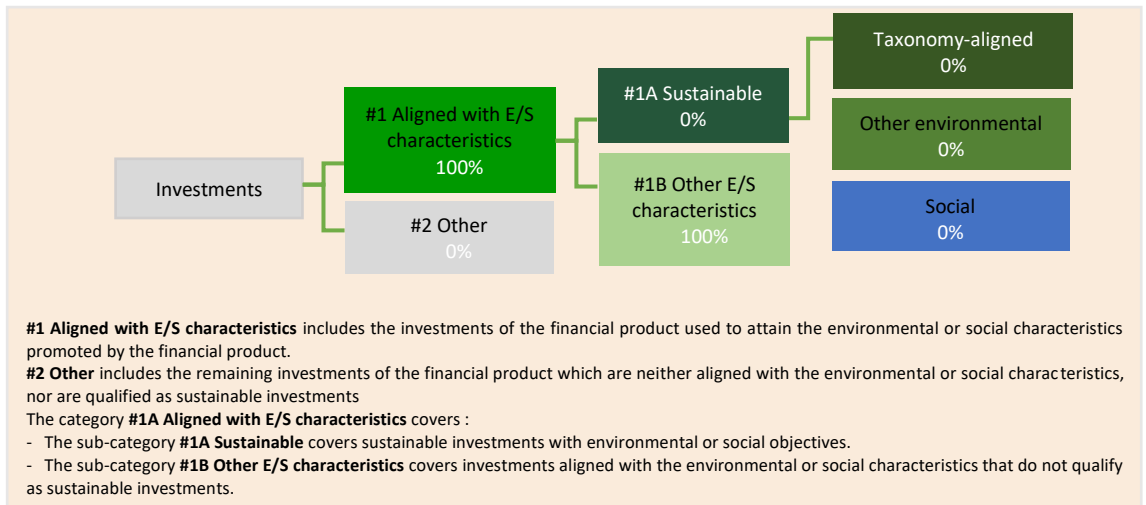 Investments
#1 Aligned with E/S
characteristics
100%
#2 Other
0%
#1A Sustainable
0%
#1B Other E/S
characteristics
100%
Taxonomy-aligned
0%
Other environmental
0%
Social
0%
#1 Aligned with E/S characteristics includes the investments of the financial product used to attain the environmental or social characteristics
promoted by the financial product.
#2 Other includes the remaining investments of the financial product which are neither aligned with the environmental or social characteristics,
nor are qualified as sustainable investments
The category #1A Aligned with E/S characteristics covers :
- The sub-category #1A Sustainable covers sustainable investments with environmental or social objectives.
- The sub-category #1B Other E/S characteristics covers investments aligned with the environmental or social characteristics that do not qualify
as sustainable investments.